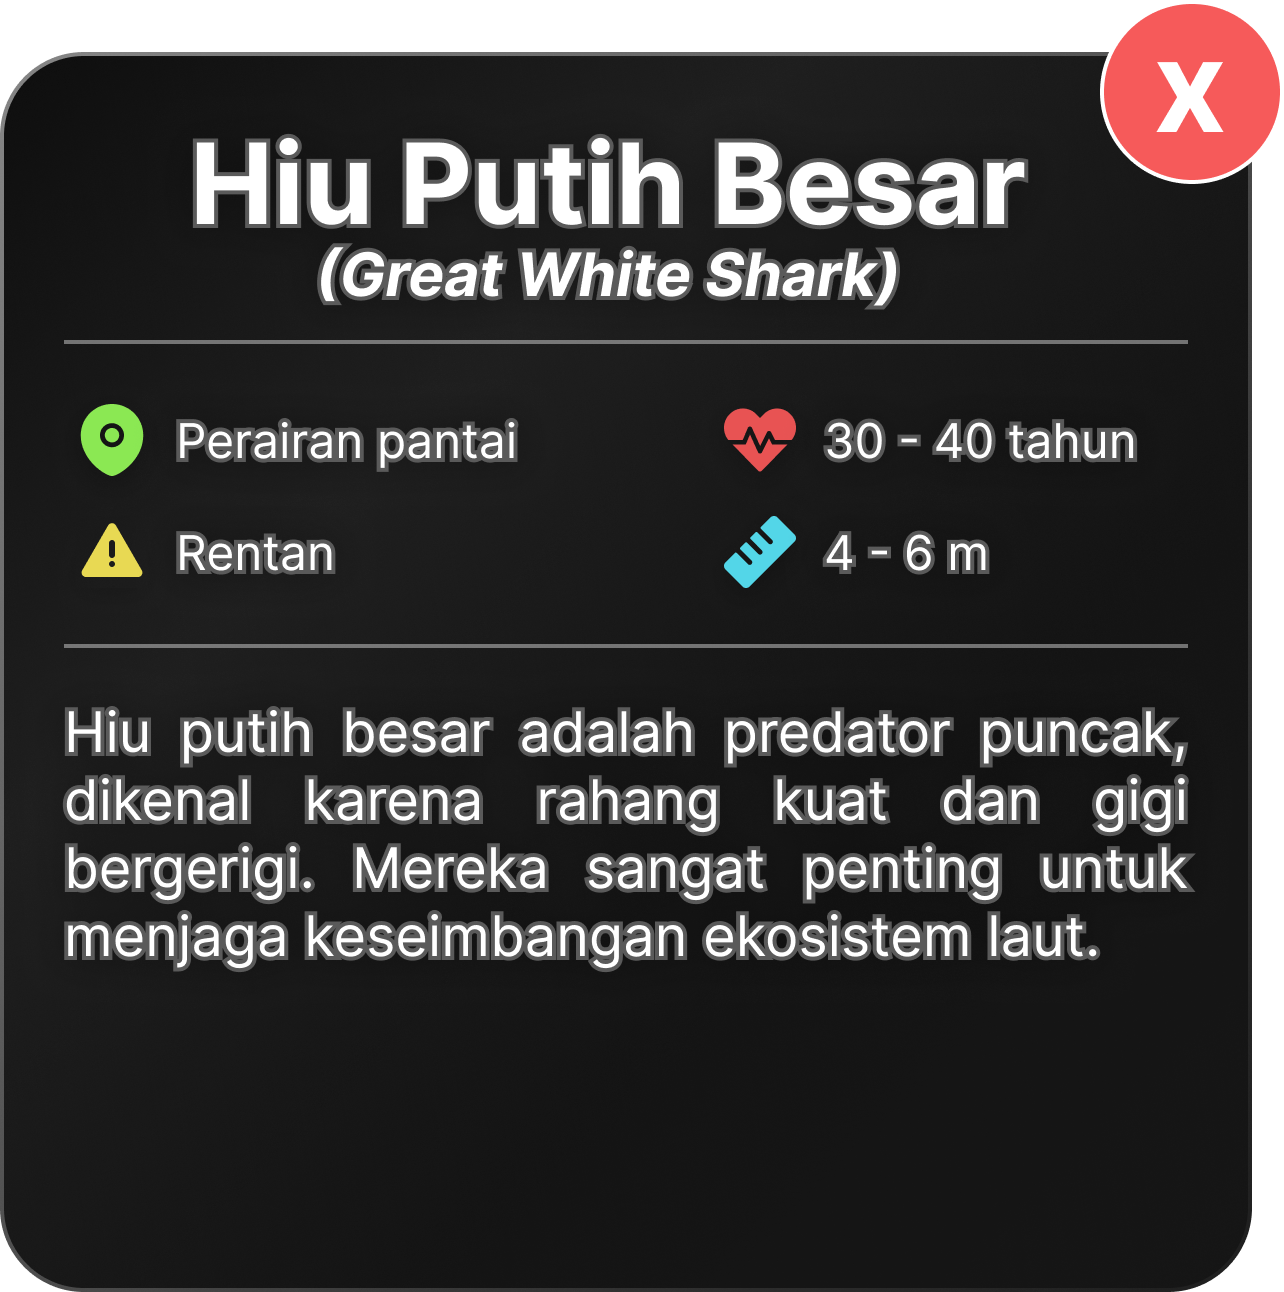 X
Hiu Putih Besar
(Great White Shark)
Perairan pantai
30 - 40 tahun
Rentan
4 - 6 m
Hiu putih besar adalah predator puncak,
dikenal karena rahang kuat dan gigi
bergerigi. Mereka sangat penting untuk
menjaga keseimbangan ekosistem laut.